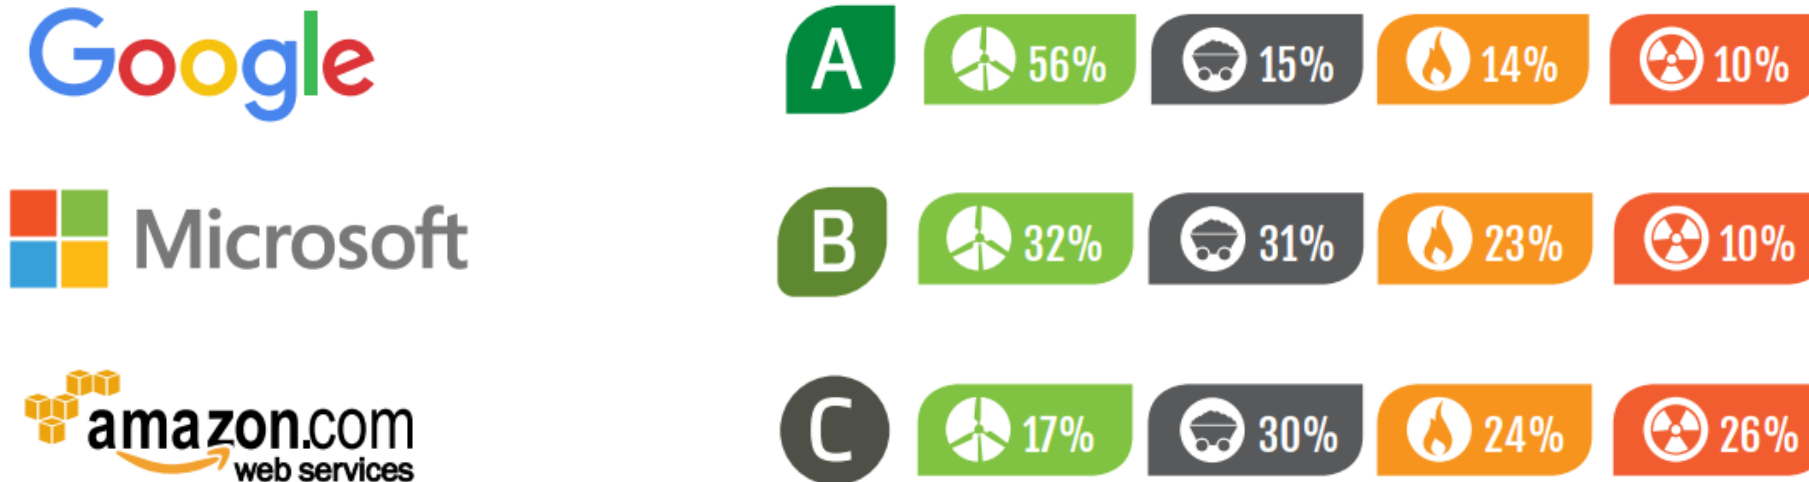 Google A 56% 15% 14% 10%
Microsoft B 32% 31% 23% 10%
amazon.com C 17% 30% 24% 26%
web services